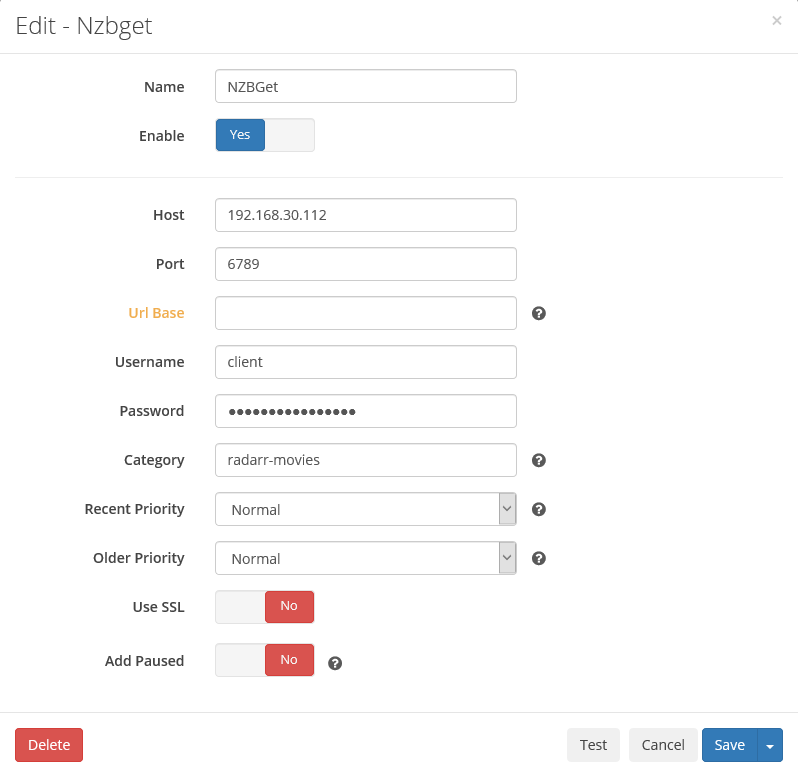 Edit - Nzbget ×
Name NZBGet
Enable Yes
Host 192.168.30.112
Port 6789
Url Base
Username client
Password ••••••••••••••••
Category radarr-movies
Recent Priority Normal
Older Priority Normal
Use SSL No
Add Paused No
Delete Test Cancel Save